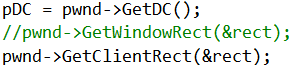 pDC = pwnd->GetDC();
//pwnd->GetWindowRect(&rect);
pwnd->GetClientRect(&rect);